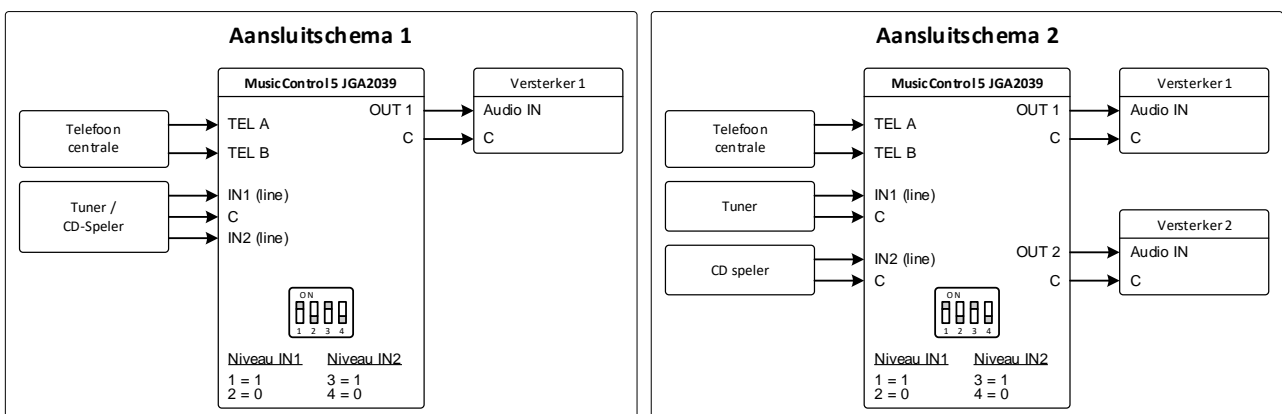 Aansluitschema 1
MusicControl 5 JGA2039
Versterker 1
OUT 1
Audio IN
C
C
Telefoon
centrale
TEL A
TEL B
Tuner /
CD-Speler
IN1 (line)
C
IN2 (line)
ON
1 2 3 4
Niveau IN1
Niveau IN2
1 = 1
3 = 1
2 = 0
4 = 0
Aansluitschema 2
MusicControl 5 JGA2039
Versterker 1
OUT 1
Audio IN
C
C
Telefoon
centrale
TEL A
TEL B
Tuner
IN1 (line)
C
Versterker 2
CD speler
IN2 (line)
C
OUT 2
Audio IN
C
C
ON
1 2 3 4
Niveau IN1
Niveau IN2
1 = 1
3 = 1
2 = 0
4 = 0